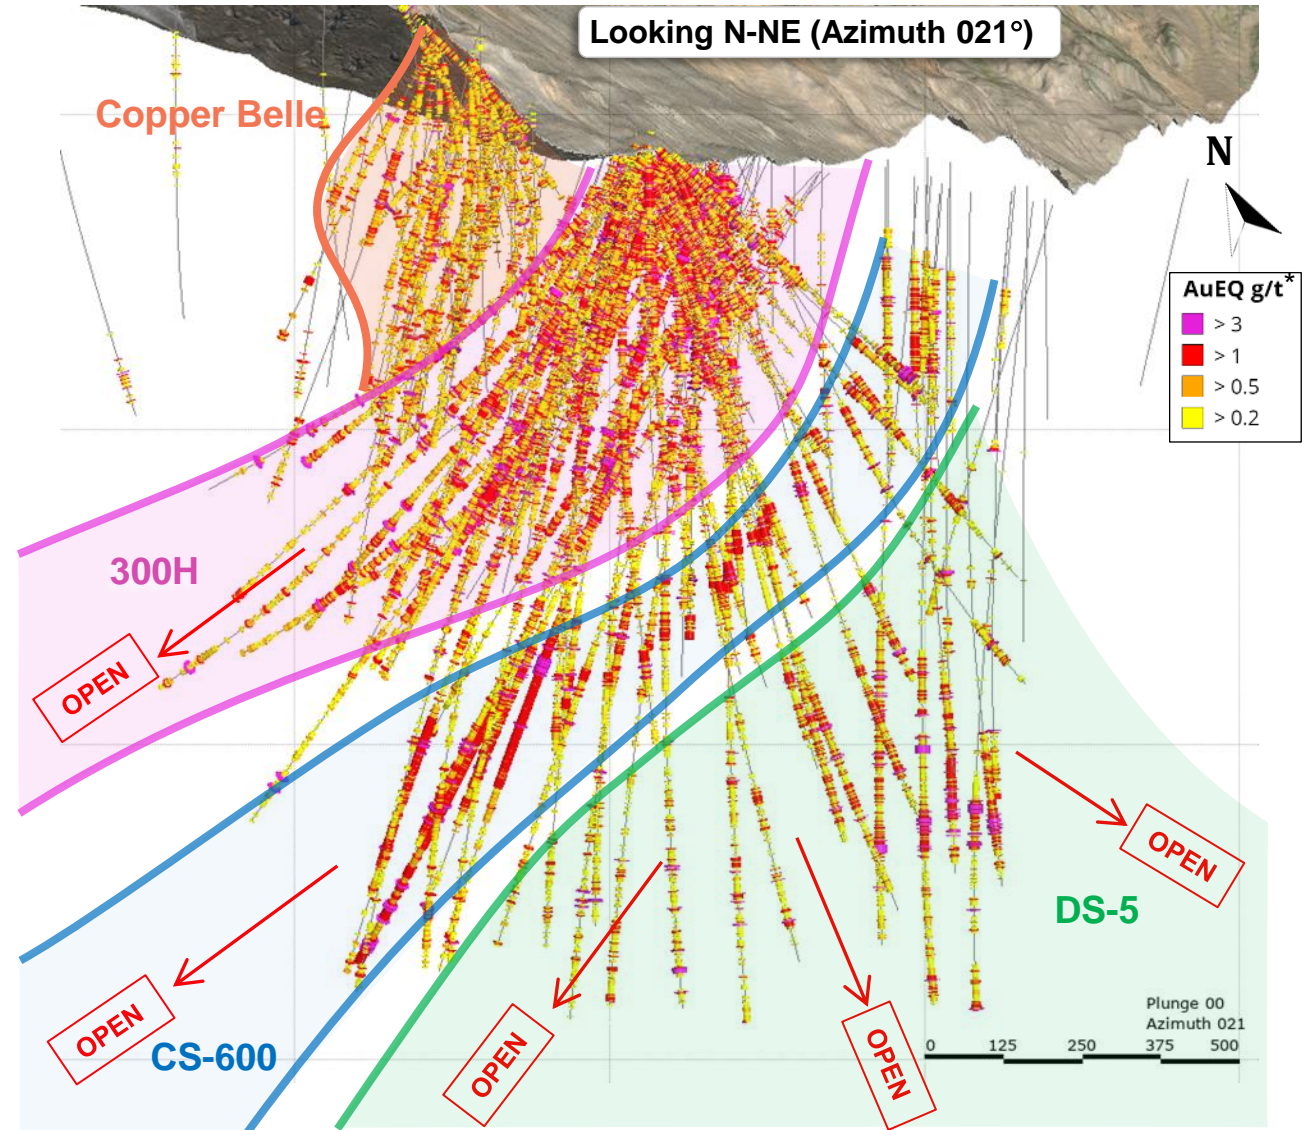 Looking N-NE (Azimuth 021°)
Copper Belle
N
AuEQ g/t*
> 3
> 1
> 0.5
> 0.2
300H
OPEN
OPEN
DS-5
OPEN
CS-600
OPEN
OPEN
Plunge 00
Azimuth 021
0 125 250 375 500